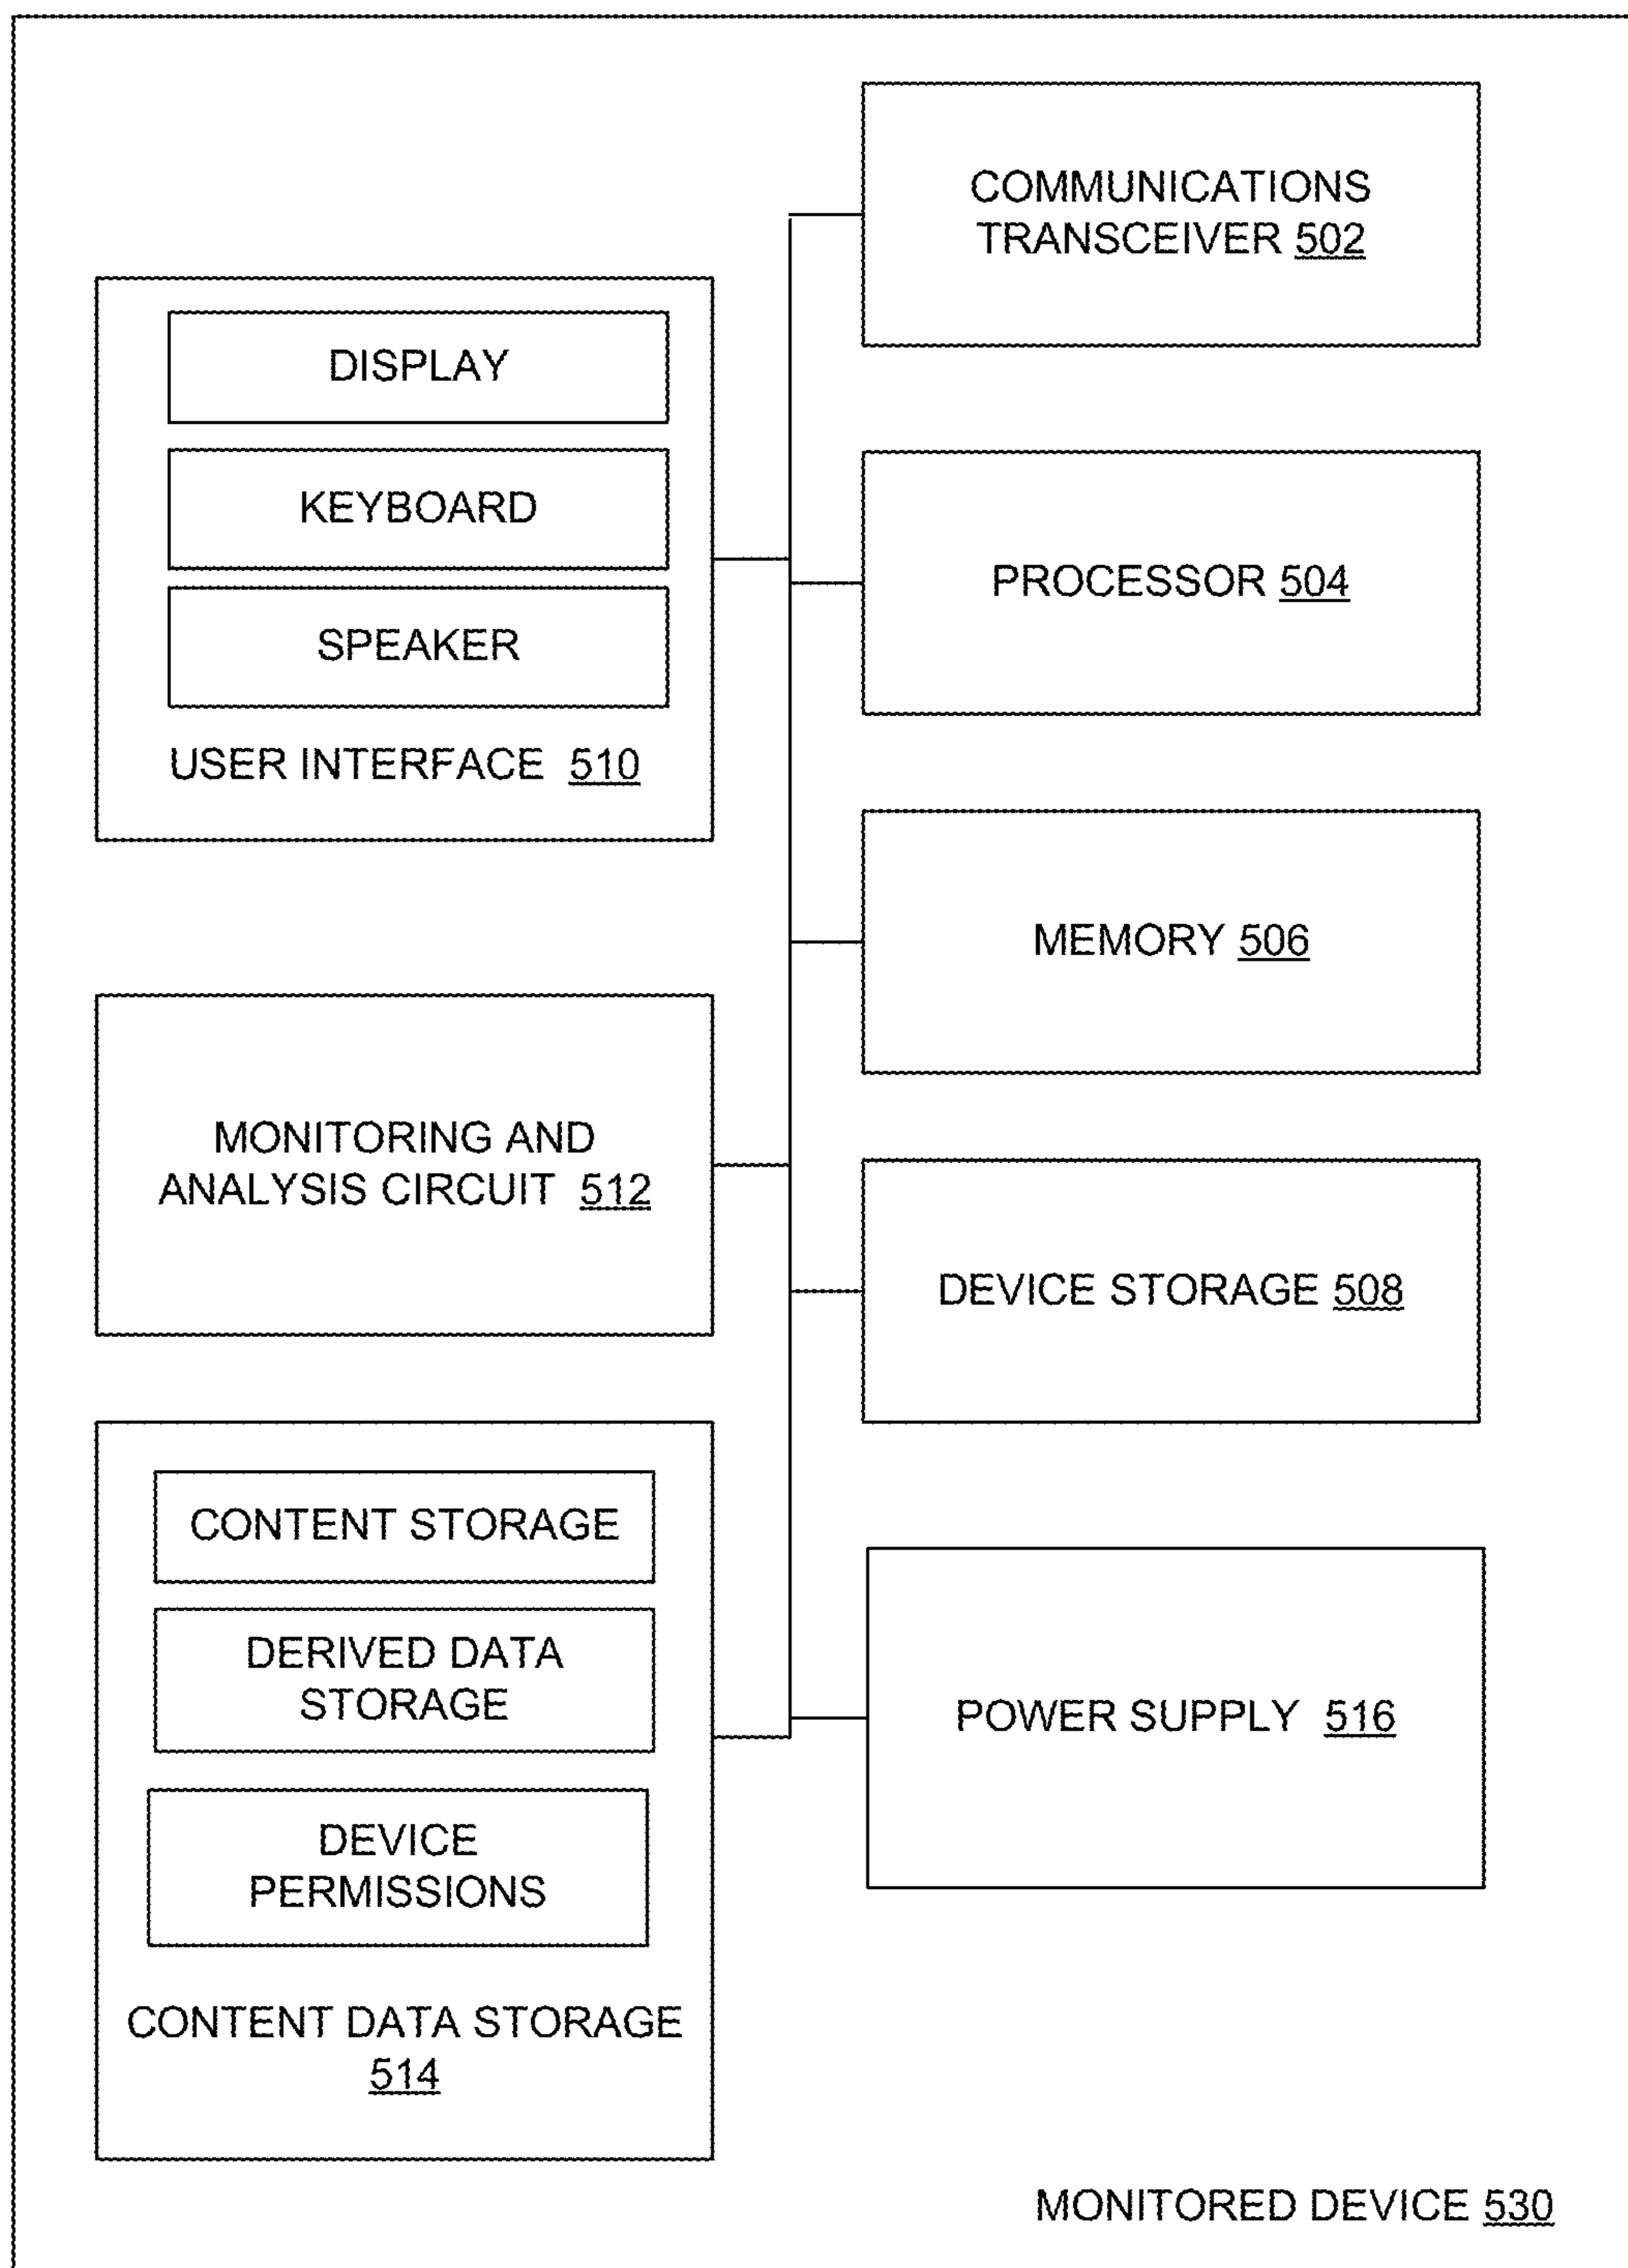 COMMUNICATIONS
TRANSCEIVER 502
DISPLAY
KEYBOARD
SPEAKER
USER INTERFACE 510
PROCESSOR 504
MEMORY 506
MONITORING AND
ANALYSIS CIRCUIT 512
DEVICE STORAGE 508
CONTENT STORAGE
DERIVED DATA
STORAGE
DEVICE
PERMISSIONS
CONTENT DATA STORAGE
514
POWER SUPPLY 516
MONITORED DEVICE 530